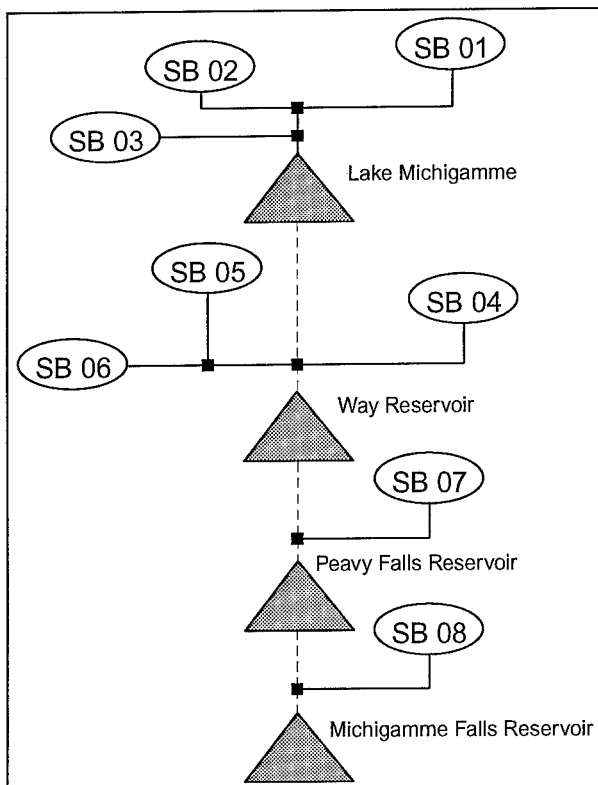 SB 01
SB 02
SB 03
Lake Michigamme
SB 05
SB 04
SB 06
Way Reservoir
SB 07
Peavy Falls Reservoir
SB 08
Michigamme Falls Reservoir